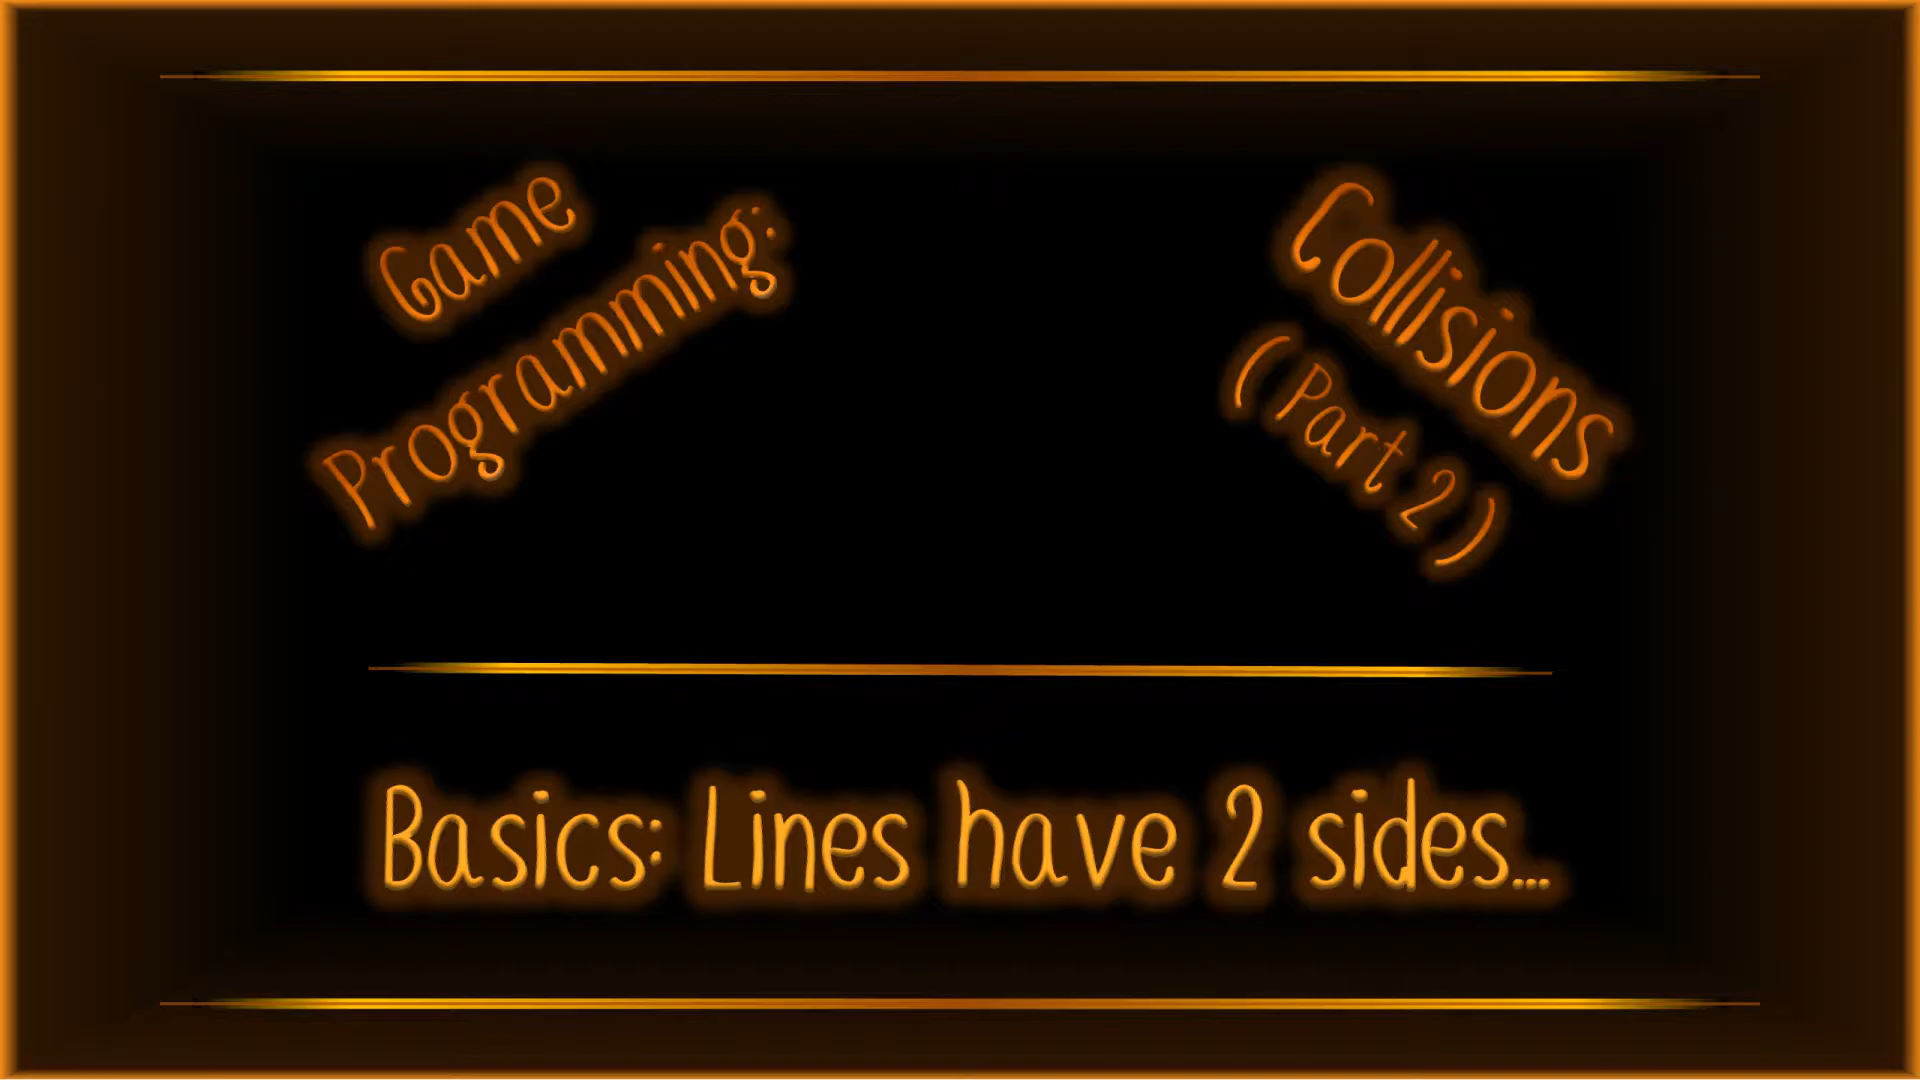 Game
Programming:
Collisions
(Part 2)
Basics: Lines have 2 sides...